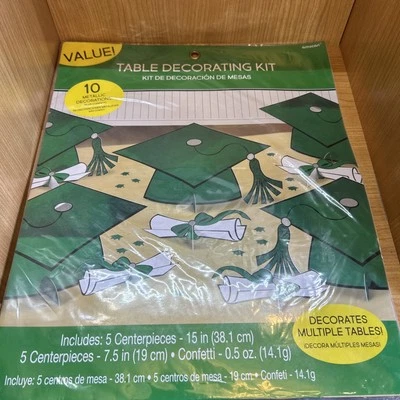 VALUE!
amscan
TABLE DECORATING KIT
KIT DE DECORACIÓN DE MESAS
10
METALLIC
DECORATIONS
DECORATES
MULTIPLE TABLES!
¡DECORA MÚLTIPLES MESAS!
Includes: 5 Centerpieces - 15 in (38.1 cm)
5 Centerpieces - 7.5 in (19 cm) • Confetti - 0.5 oz. (14.1g)
Incluye: 5 centros de mesa - 38.1 cm • 5 centros de mesa - 19 cm • Confeti - 14.1g